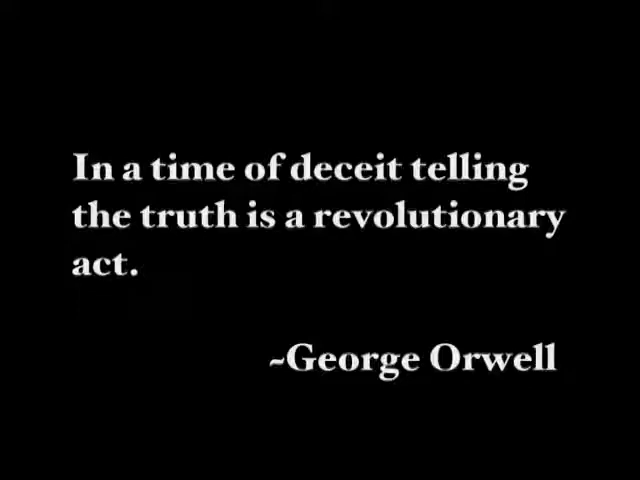 In a time of deceit telling
the truth is a revolutionary
act.
~George Orwell